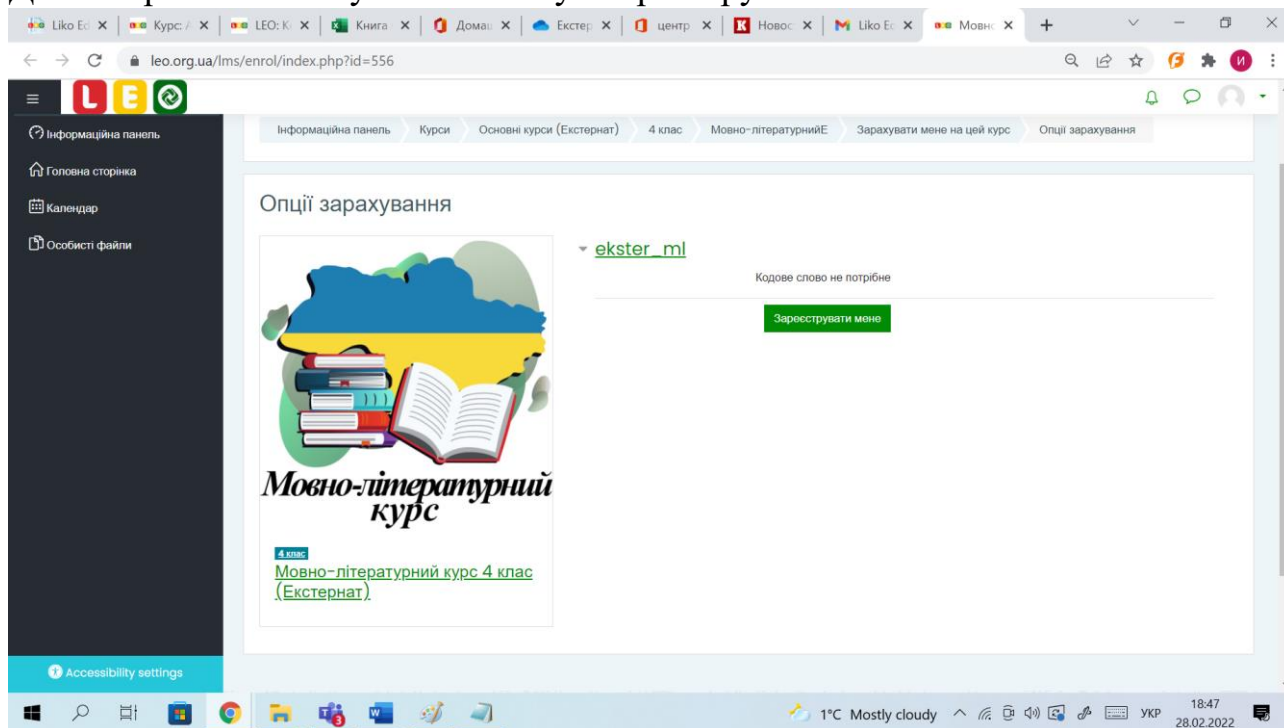 Liko Ed
Курс: А
LEO: К
Книга
Домаш
Екстер
центр
Новос
Liko Ed
Мовно
leo.org.ua/lms/enrol/index.php?id=556
И
L E
Інформаційна панель
Головна сторінка
Календар
Особисті файли
Accessibility settings
Інформаційна панель Курси Основні курси (Екстернат) 4 клас Мовно-літературнийЕ Зарахувати мене на цей курс Опції зарахування
Опції зарахування
Мовно-літературний
курс
4 клас
Мовно-літературний курс 4 клас
(Екстернат)
ekster_ml
Кодове слово не потрібне
Зареєструвати мене
1°C Mostly cloudy
УКР
18:47
28.02.2022